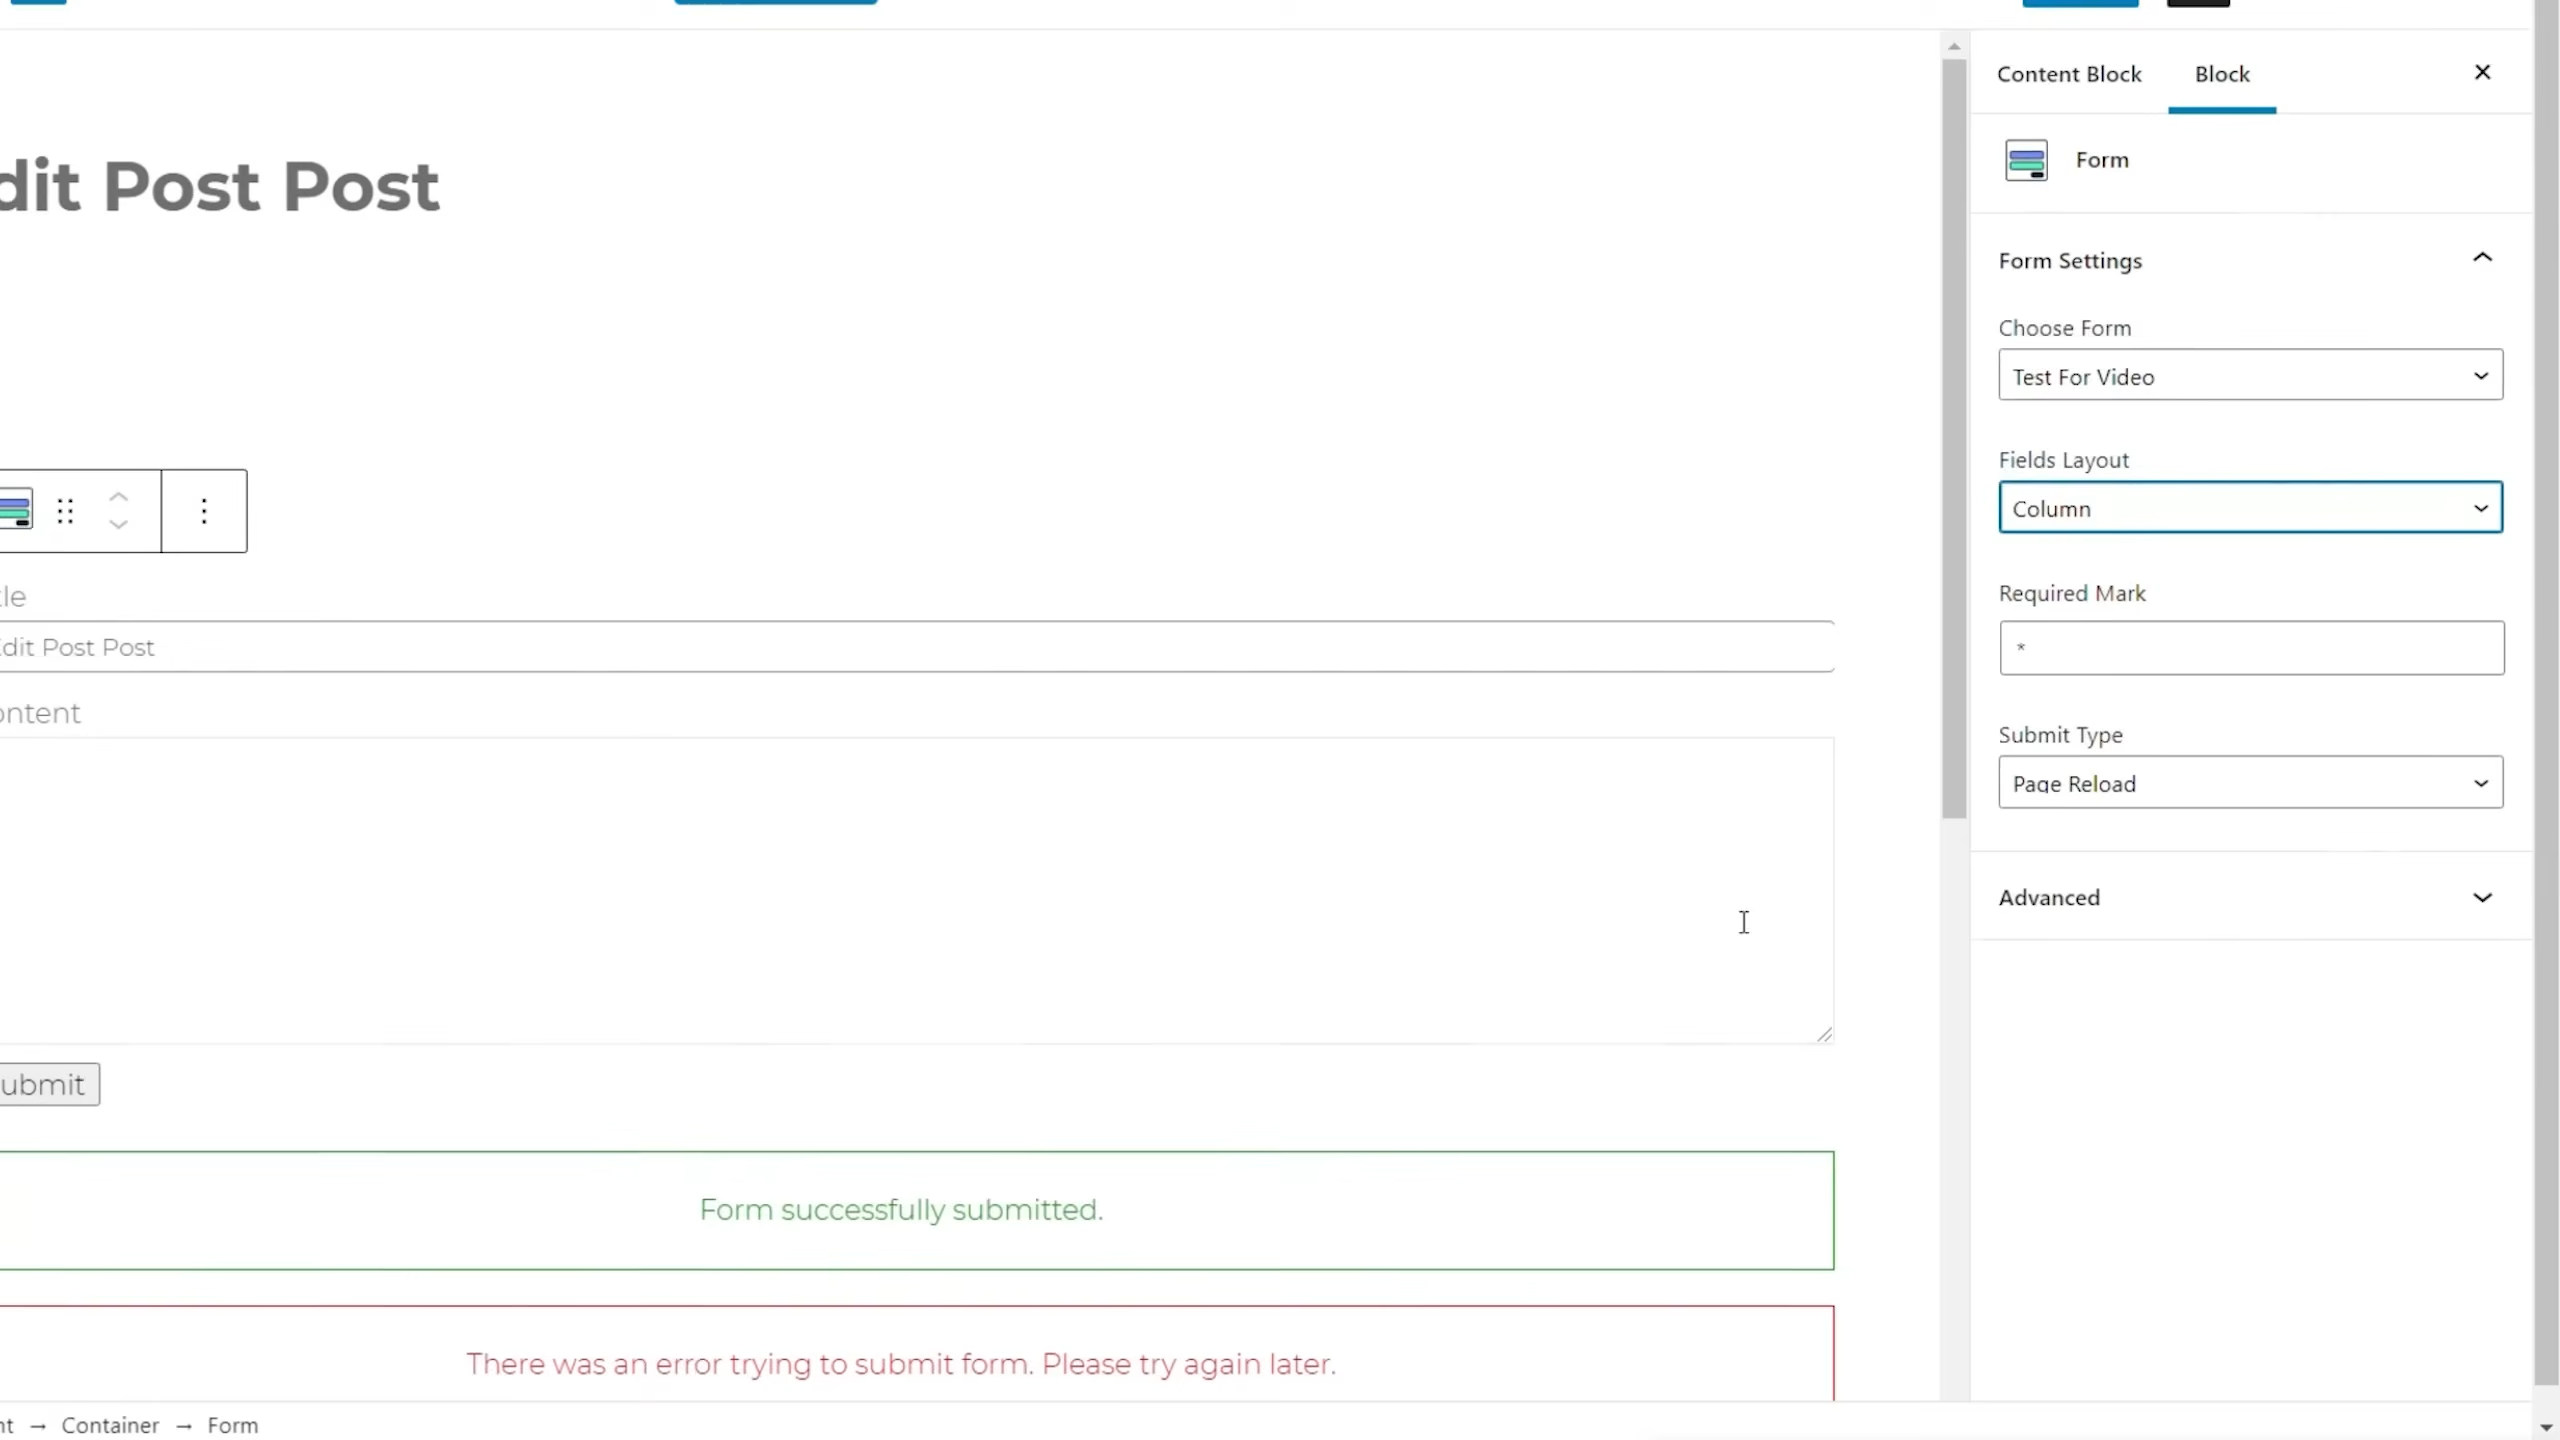 Content Block Block
Form
dit Post Post
Form Settings
Choose Form
Test For Video
Fields Layout
Column
tle
dit Post Post
Required Mark
*
ontent
Submit Type
Page Reload
Advanced
ubmit
Form successfully submitted.
There was an error trying to submit form. Please try again later.
nt → Container → Form